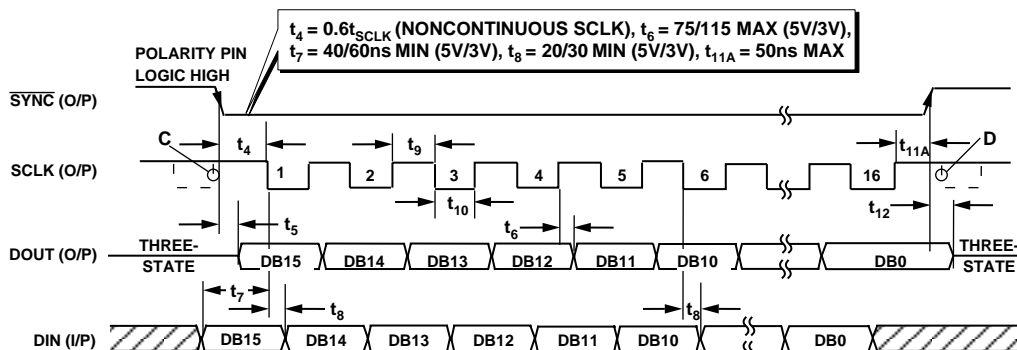 t4 = 0.6tSCLK (NONCONTINUOUS SCLK), t6 = 75/115 MAX (5V/3V),
t7 = 40/60ns MIN (5V/3V), t8 = 20/30 MIN (5V/3V), t11A = 50ns MAX
POLARITY PIN
LOGIC HIGH
SYNC (O/P)
C
t4
t9
t11A
D
SCLK (O/P)
1
2
3
4
5
6
16
t10
t12
t5
t6
THREE-
STATE
DOUT (O/P)
DB15
DB14
DB13
DB12
DB11
DB10
DB0
THREE-
STATE
t7
t8
t8
DIN (I/P)
DB15
DB14
DB13
DB12
DB11
DB10
DB0